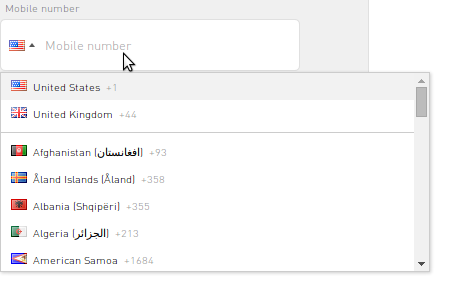 Mobile number
Mobile number
United States +1
United Kingdom +44
Afghanistan (‫افغانستان‬‎) +93
Åland Islands (Åland) +358
Albania (Shqipëri) +355
Algeria (‫الجزائر‬‎) +213
American Samoa +1684